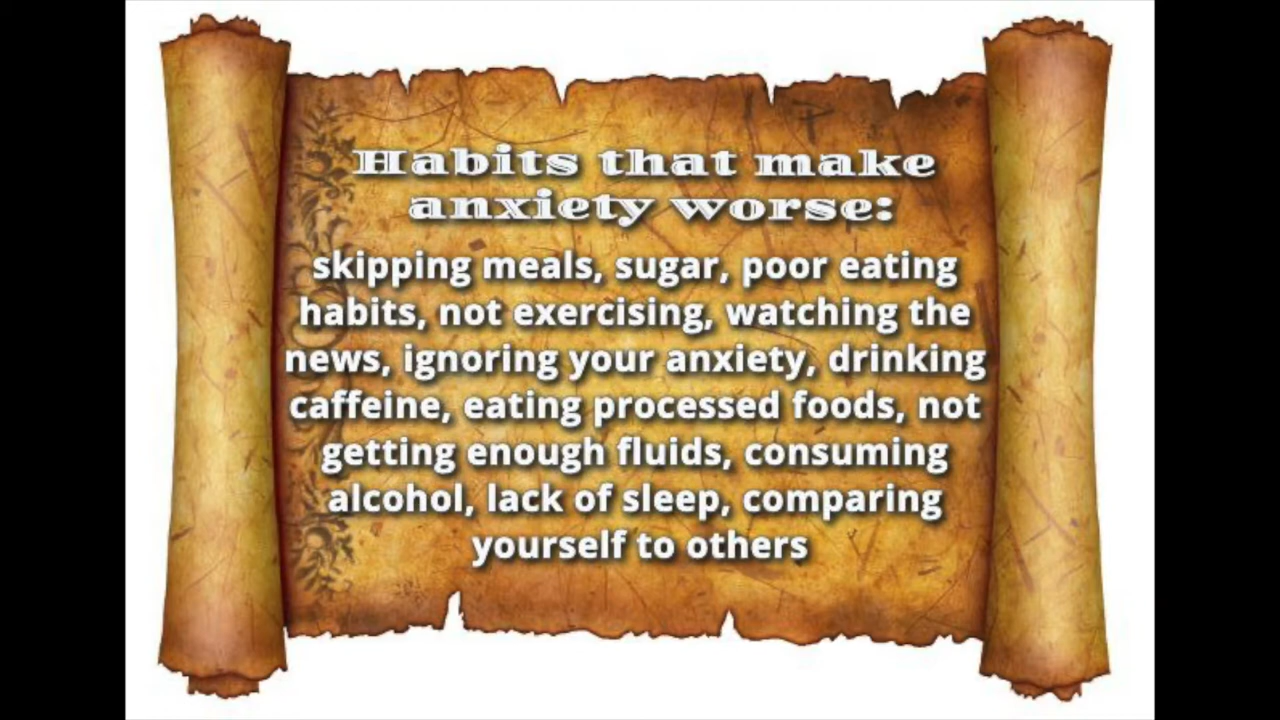 Habits that make
anxiety worse:
skipping meals, sugar, poor eating
habits, not exercising, watching the
news, ignoring your anxiety, drinking
caffeine, eating processed foods, not
getting enough fluids, consuming
alcohol, lack of sleep, comparing
yourself to others